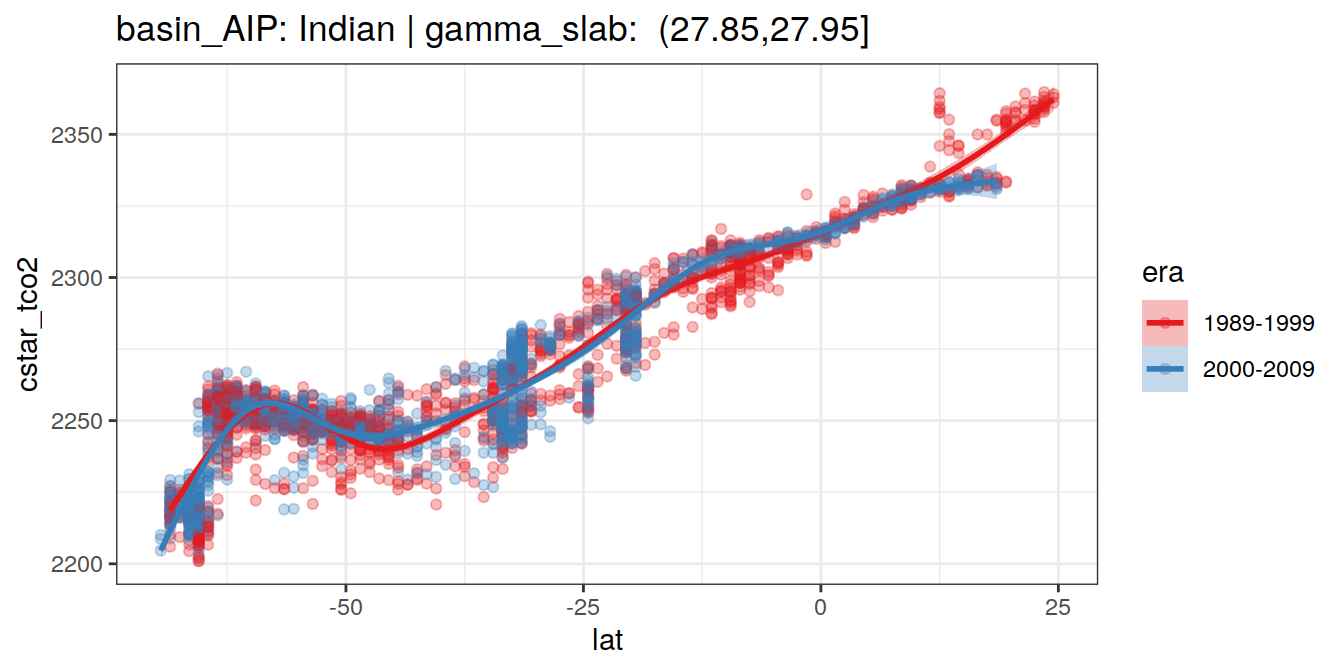 basin_AIP: Indian | gamma_slab:  (27.85,27.95]
cstar_tco2
2350
2300
2250
2200
-50
-25
0
25
lat
era
1989-1999
2000-2009